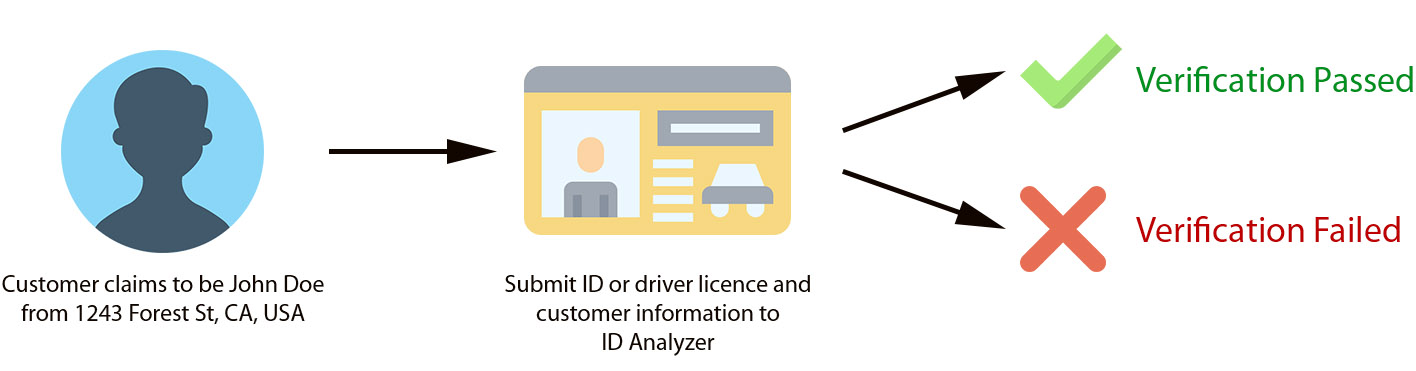 Customer claims to be John Doe
from 1243 Forest St, CA, USA
Submit ID or driver licence and
customer information to
ID Analyzer
Verification Passed
Verification Failed